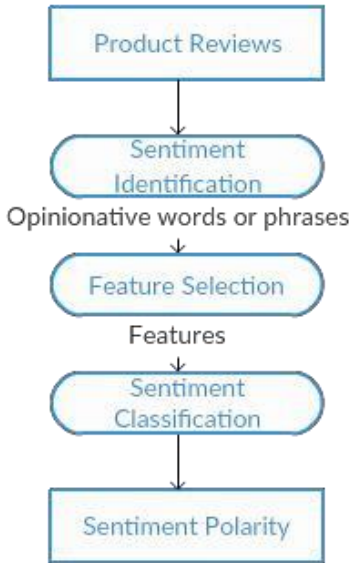 Product Reviews
Sentiment
Identification
Opinionative words or phrases
Feature Selection
Features
Sentiment
Classification
Sentiment Polarity